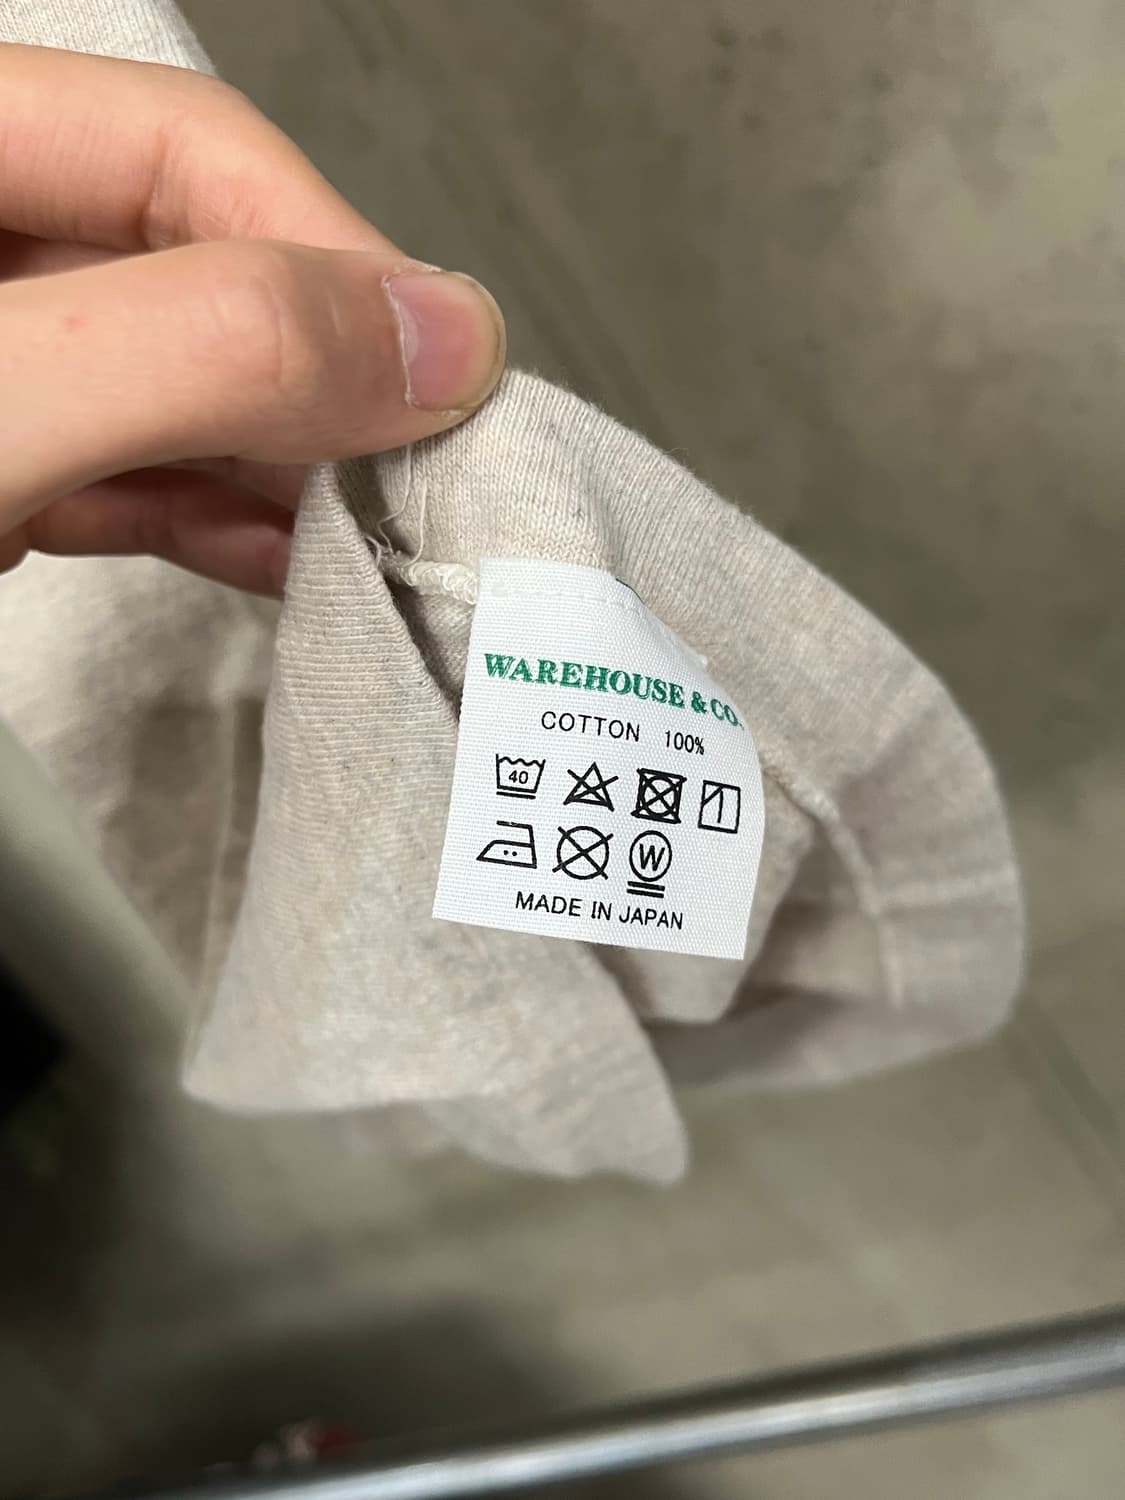 WAREHOUSE & CO.
COTTON 100%
40
W
MADE IN JAPAN